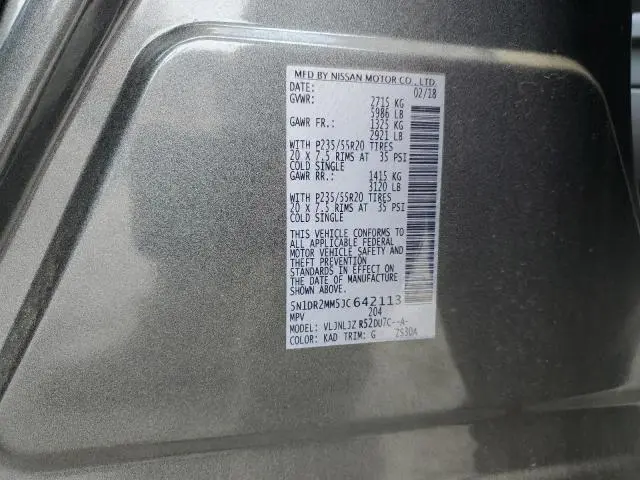 MFD BY NISSAN MOTOR CO., LTD.
DATE: 02/18
GVWR: 2715 KG
5986 LB
GAWR FR.: 1325 KG
2921 LB
WITH P235/55R20 TIRES
20 X 7.5 RIMS AT 35 PSI
COLD SINGLE
GAWR RR.: 1415 KG
3120 LB
WITH P235/55R20 TIRES
20 X 7.5 RIMS AT 35 PSI
COLD SINGLE
THIS VEHICLE CONFORMS TO
ALL APPLICABLE FEDERAL
MOTOR VEHICLE SAFETY AND
THEFT PREVENTION
STANDARDS IN EFFECT ON
THE DATE OF MANUFACTURE
SHOWN ABOVE.
5N1DR2MM5JC642113
MPV 204
MODEL: VLJNLJZ R52DU7C--A-
COLOR: KAD TRIM: G ZS3DA